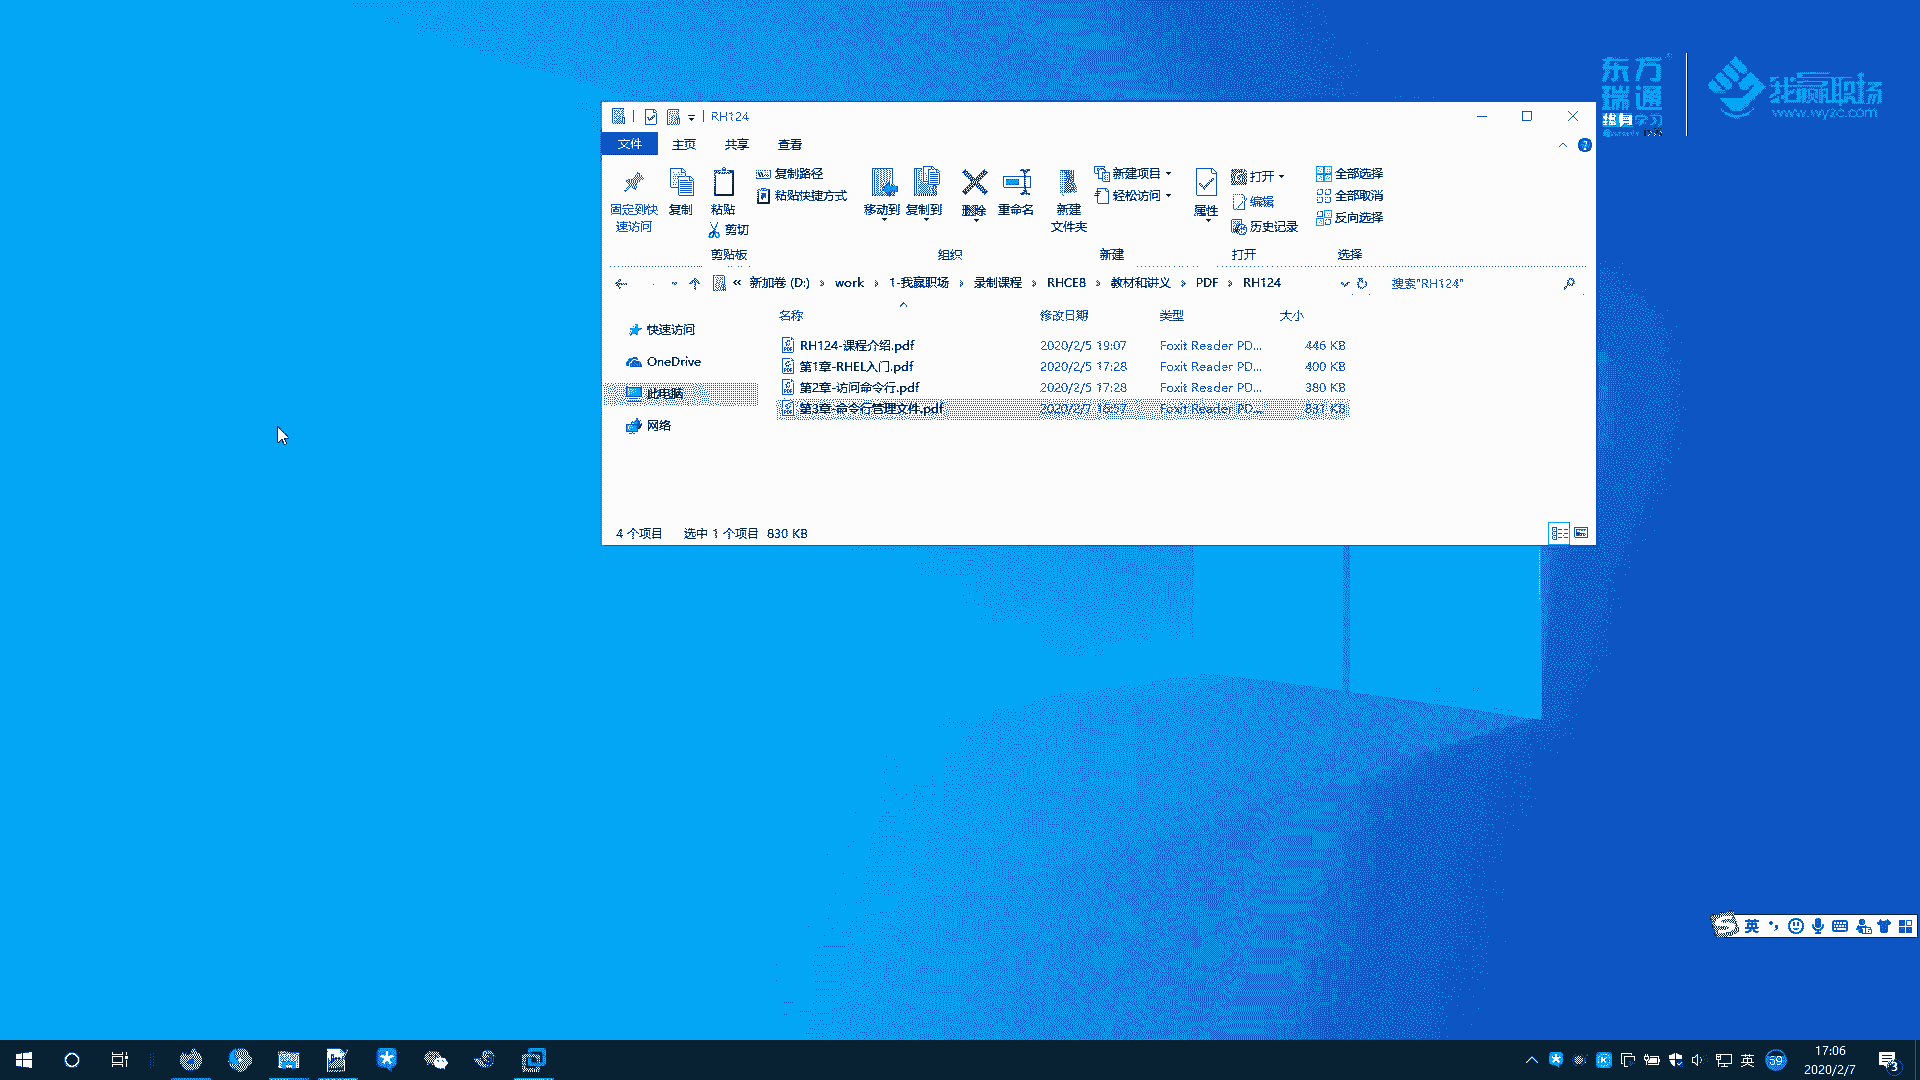 东方
瑞通
终身学习
我赢职场
www.wyzc.com
RH124
文件 主页 共享 查看
固定到快
速访问
复制
粘贴
复制路径
粘贴快捷方式
剪切
移动到 复制到 删除 重命名
新建
文件夹
新建项目
轻松访问
属性
打开
编辑
历史记录
全部选择
全部取消
反向选择
剪贴板 组织 新建 打开 选择
« 新加卷 (D:) › work › 1-我赢职场 › 录制课程 › RHCE8 › 教材和讲义 › PDF › RH124
搜索"RH124"
名称 修改日期 类型 大小
快速访问
OneDrive
此电脑
网络
RH124-课程介绍.pdf 2020/2/5 19:07 Foxit Reader PD... 446 KB
第1章-RHEL入门.pdf 2020/2/5 17:28 Foxit Reader PD... 400 KB
第2章-访问命令行.pdf 2020/2/5 17:28 Foxit Reader PD... 380 KB
第3章-命令行管理文件.pdf 2020/2/7 16:57 Foxit Reader PD... 831 KB
4 个项目 选中 1 个项目 830 KB
英
英
59
17:06
2020/2/7
3